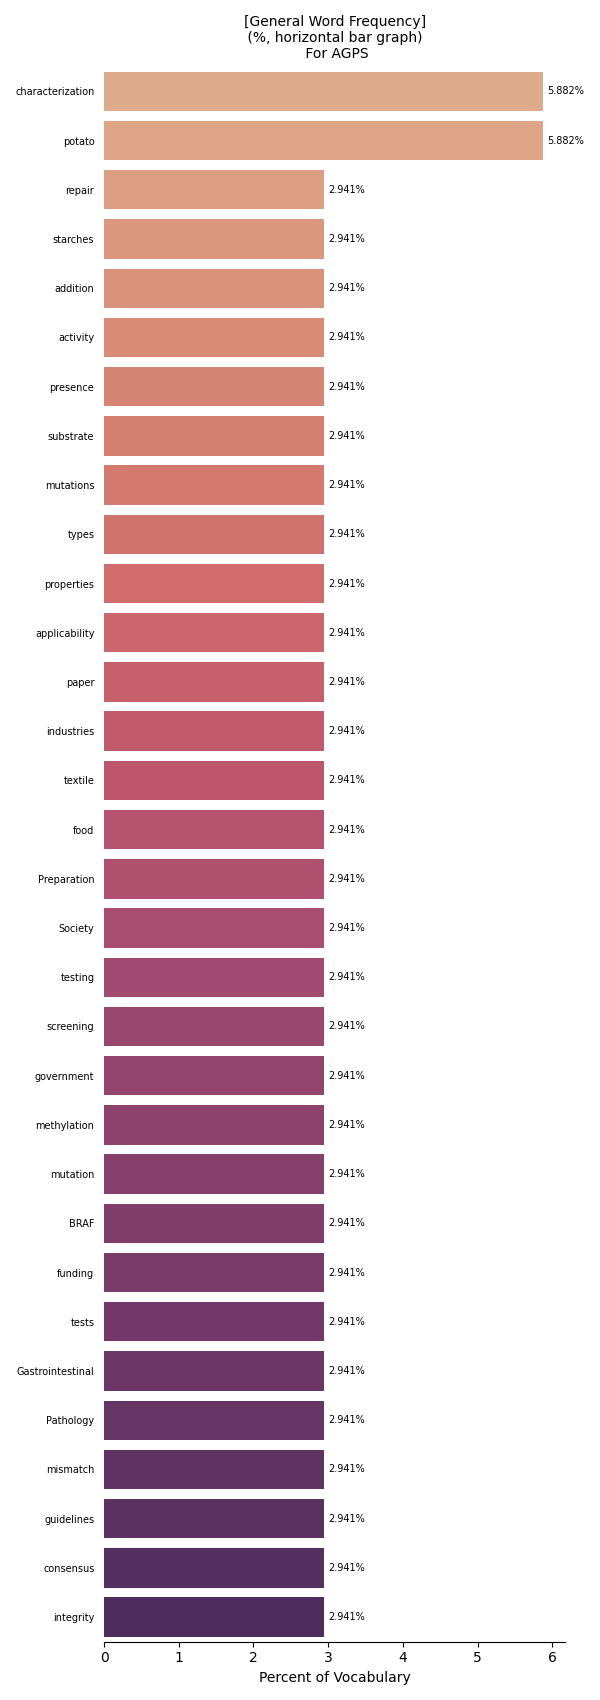 [General Word Frequency]
(%, horizontal bar graph)
For AGPS
characterization 5.882%
potato 5.882%
repair 2.941%
starches 2.941%
addition 2.941%
activity 2.941%
presence 2.941%
substrate 2.941%
mutations 2.941%
types 2.941%
properties 2.941%
applicability 2.941%
paper 2.941%
industries 2.941%
textile 2.941%
food 2.941%
Preparation 2.941%
Society 2.941%
testing 2.941%
screening 2.941%
government 2.941%
methylation 2.941%
mutation 2.941%
BRAF 2.941%
funding 2.941%
tests 2.941%
Gastrointestinal 2.941%
Pathology 2.941%
mismatch 2.941%
guidelines 2.941%
consensus 2.941%
integrity 2.941%
0 1 2 3 4 5 6
Percent of Vocabulary